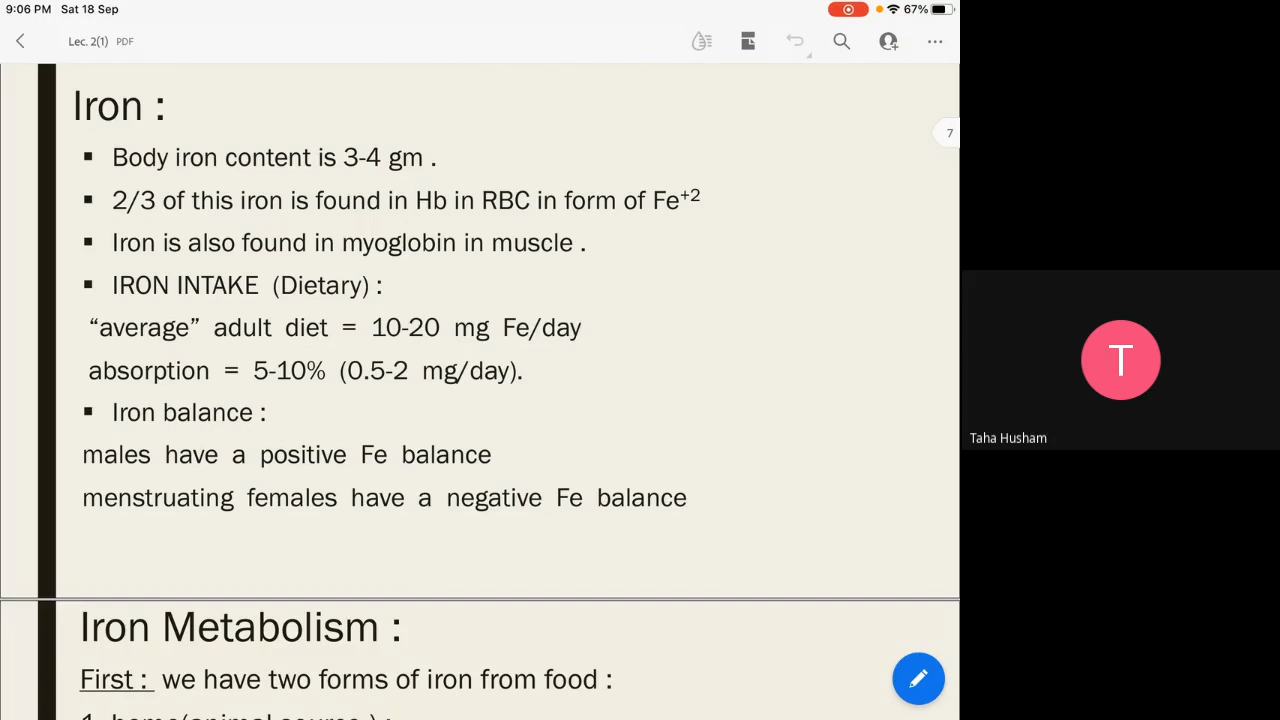 9:06 PM Sat 18 Sep
67%
Lec. 2(1) PDF
Iron :
7
▪ Body iron content is 3-4 gm .
▪ 2/3 of this iron is found in Hb in RBC in form of Fe⁺²
▪ Iron is also found in myoglobin in muscle .
▪ IRON INTAKE (Dietary) :
“average” adult diet = 10-20 mg Fe/day
absorption = 5-10% (0.5-2 mg/day).
▪ Iron balance :
males have a positive Fe balance
menstruating females have a negative Fe balance
Iron Metabolism :
First : we have two forms of iron from food :
1. heme(animal source ) :
T
Taha Husham